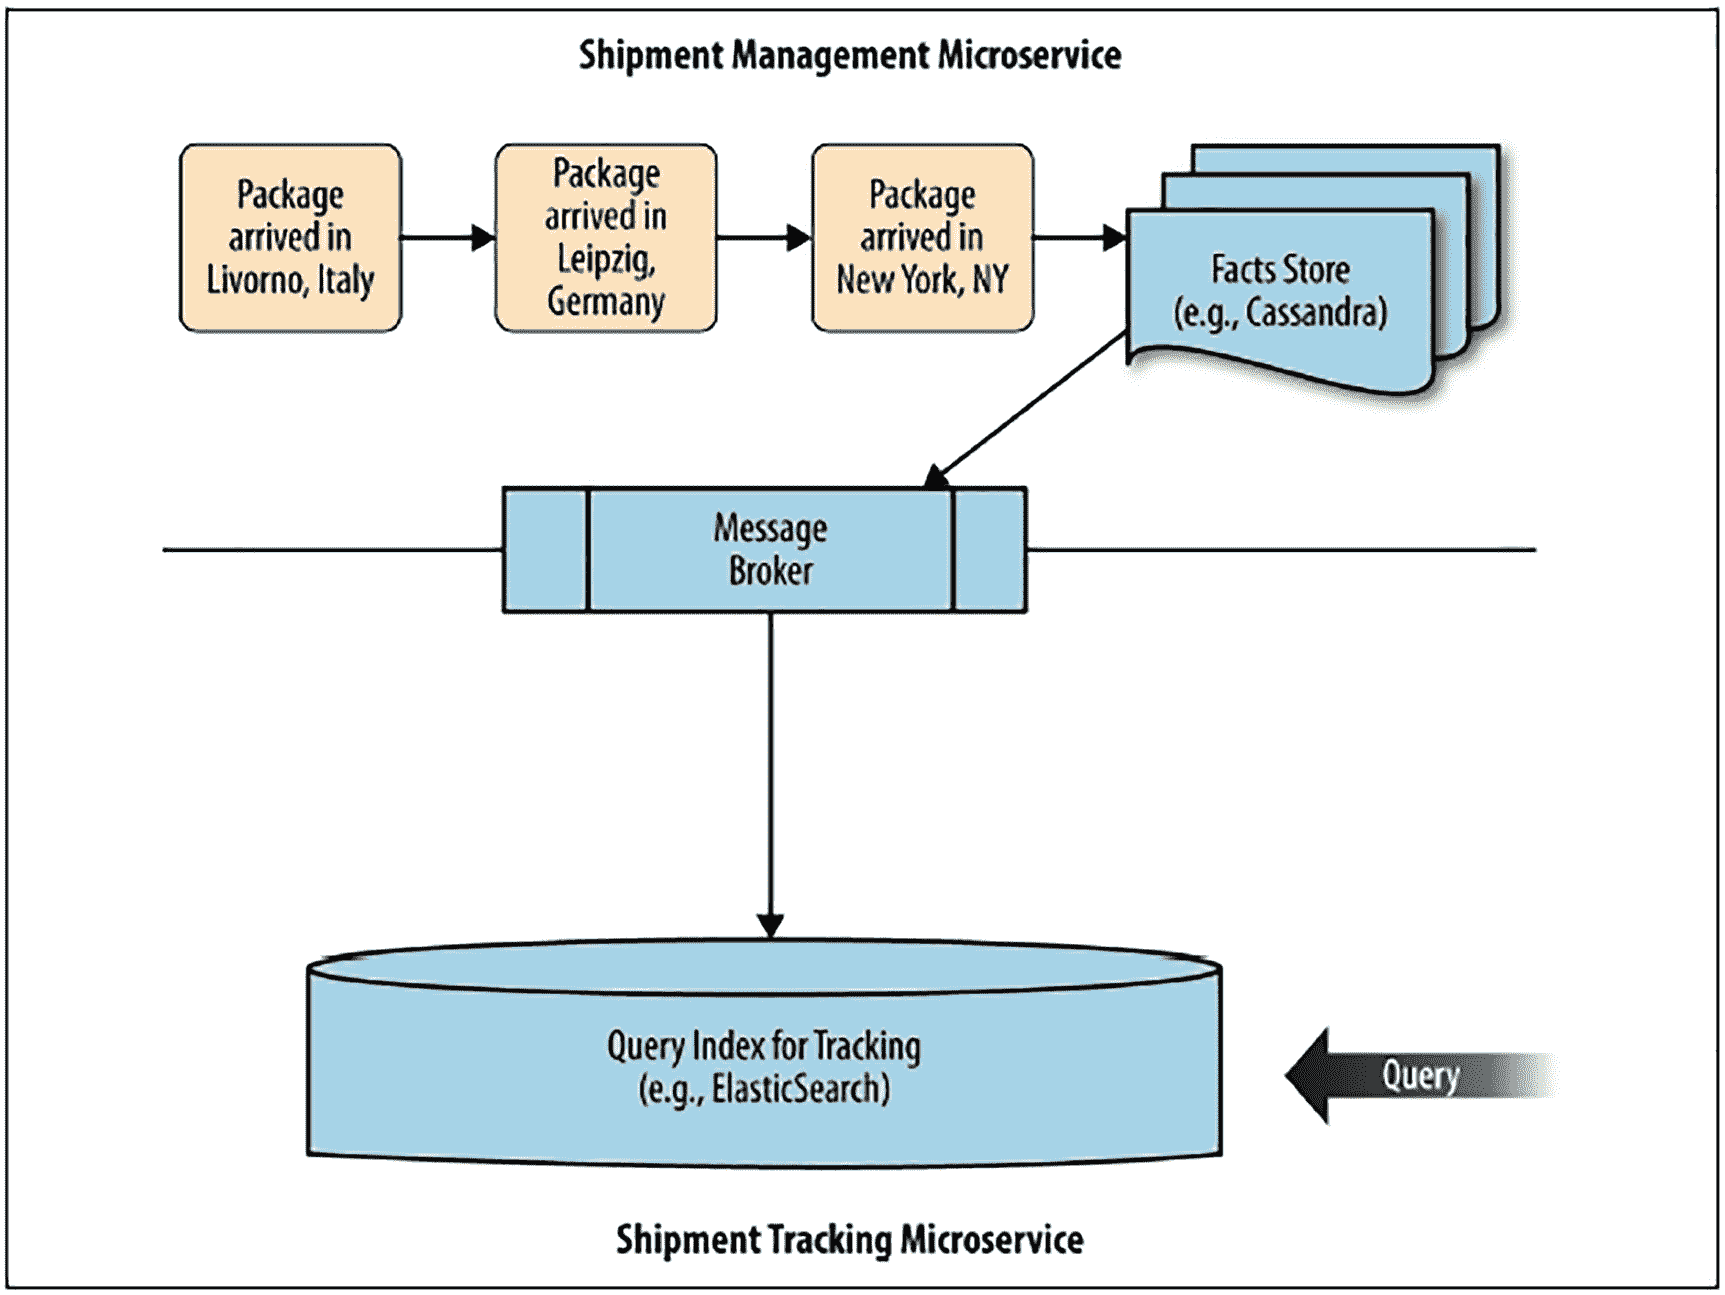 Shipment Management Microservice
Package
arrived in
Livorno, Italy
Package
arrived in
Leipzig,
Germany
Package
arrived in
New York, NY
Facts Store
(e.g., Cassandra)
Message
Broker
Query Index for Tracking
(e.g., ElasticSearch)
Query
Shipment Tracking Microservice